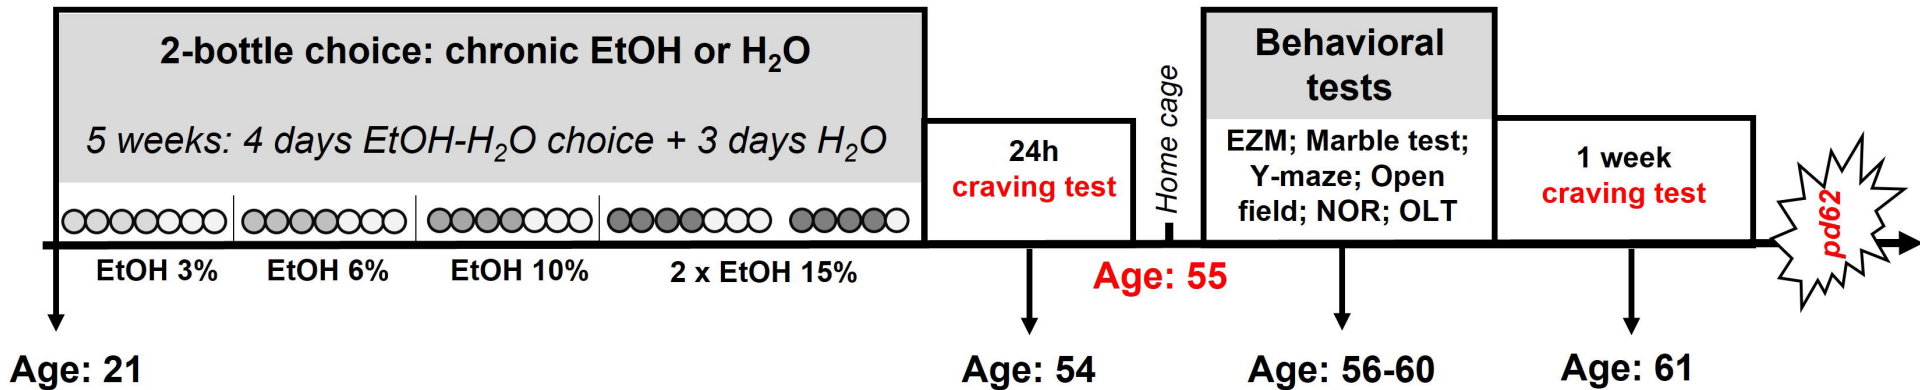 2-bottle choice: chronic EtOH or H₂O
5 weeks: 4 days EtOH-H₂O choice + 3 days H₂O
EtOH 3%
EtOH 6%
EtOH 10%
2 x EtOH 15%
24h
craving test
Home cage
Behavioral
tests
EZM; Marble test;
Y-maze; Open
field; NOR; OLT
1 week
craving test
pd62
Age: 21
Age: 54
Age: 55
Age: 56-60
Age: 61